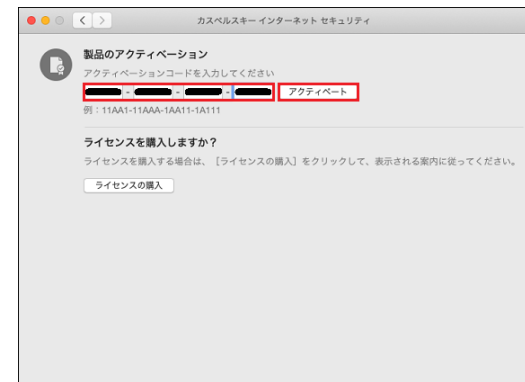 カスペルスキー インターネット セキュリティ
製品のアクティベーション
アクティベーションコードを入力してください
- - -
アクティベート
例：11AA1-11AAA-1AA11-1A111
ライセンスを購入しますか？
ライセンスを購入する場合は、［ライセンスの購入］をクリックして、表示される案内に従ってください。
ライセンスの購入